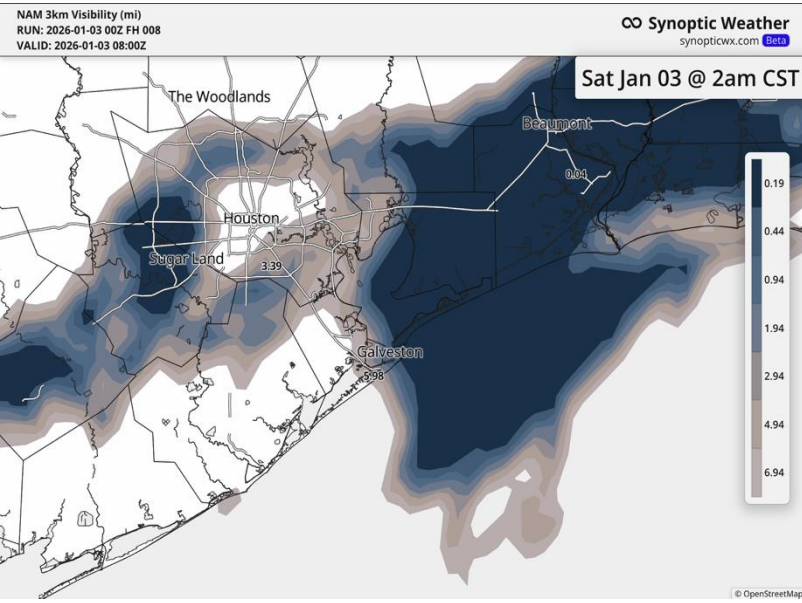 NAM 3km Visibility (mi)
RUN: 2026-01-03 00Z FH 008
VALID: 2026-01-03 08:00Z
Synoptic Weather
synopticwx.com Beta
Sat Jan 03 @ 2am CST
The Woodlands
Beaumont
0.04
Houston
Sugar Land
3.39
Galveston
5.98
0.19
0.44
0.94
1.94
2.94
4.94
6.94
© OpenStreetMap